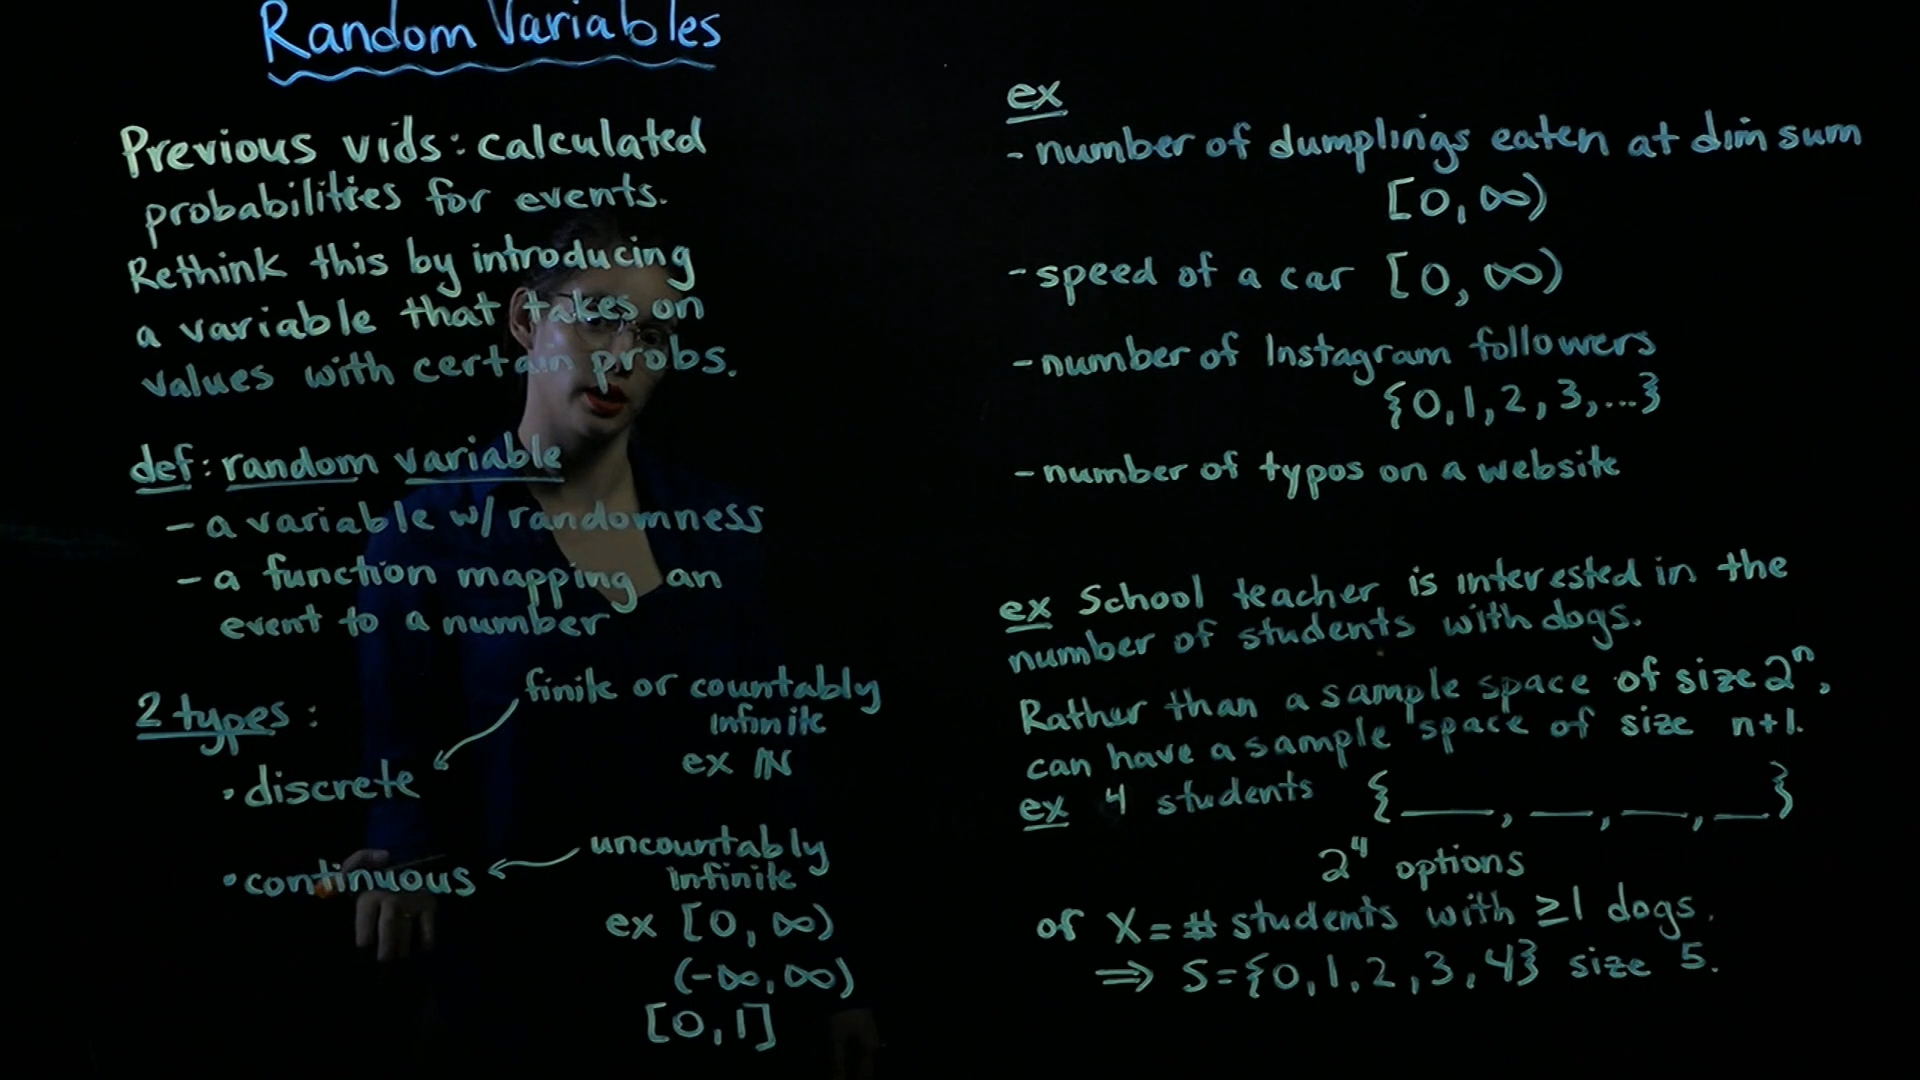 Random Variables
Previous vids: calculated
probabilities for events.
Rethink this by introducing
a variable that takes on
values with certain probs.
def: random variable
- a variable w/ randomness
- a function mapping an
event to a number
2 types:
finite or countably
infinite
ex ℕ
• discrete
uncountably
infinite
• continuous
ex [0, ∞)
(-∞, ∞)
[0, 1]
ex
- number of dumplings eaten at dim sum
[0, ∞)
- speed of a car [0, ∞)
- number of Instagram followers
{0, 1, 2, 3, ...}
- number of typos on a website
ex School teacher is interested in the
number of students with dogs.
Rather than a sample space of size 2ⁿ,
can have a sample space of size n+1.
ex 4 students {___, __, __, __}
2⁴ options
or X = # students with ≥1 dogs.
⇒ S = {0, 1, 2, 3, 4} size 5.